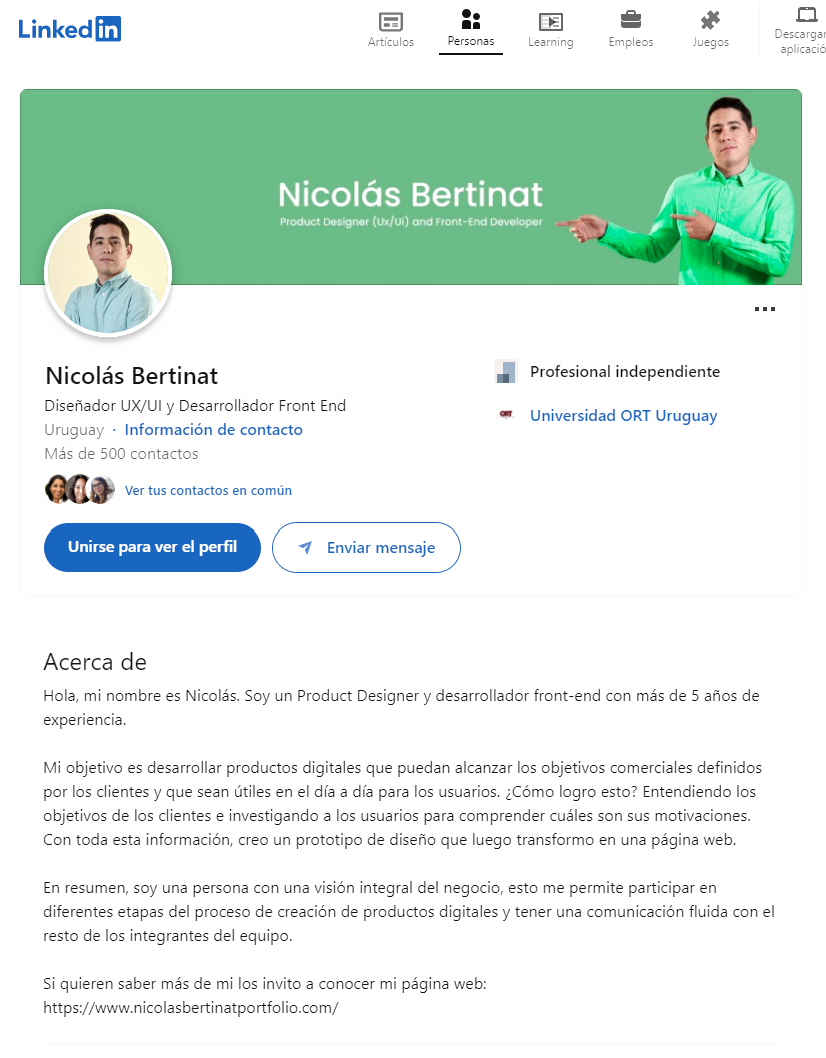 Linked in
Artículos
Personas
Learning
Empleos
Juegos
Descargar
aplicació
Nicolás Bertinat
Product Designer (Ux/Ui) and Front-End Developer
Nicolás Bertinat
Diseñador UX/UI y Desarrollador Front End
Uruguay · Información de contacto
Más de 500 contactos
Ver tus contactos en común
Unirse para ver el perfil
Enviar mensaje
Profesional independiente
ORT
Universidad ORT Uruguay
Acerca de
Hola, mi nombre es Nicolás. Soy un Product Designer y desarrollador front-end con más de 5 años de
experiencia.
Mi objetivo es desarrollar productos digitales que puedan alcanzar los objetivos comerciales definidos
por los clientes y que sean útiles en el día a día para los usuarios. ¿Cómo logro esto? Entendiendo los
objetivos de los clientes e investigando a los usuarios para comprender cuáles son sus motivaciones.
Con toda esta información, creo un prototipo de diseño que luego transformo en una página web.
En resumen, soy una persona con una visión integral del negocio, esto me permite participar en
diferentes etapas del proceso de creación de productos digitales y tener una comunicación fluida con el
resto de los integrantes del equipo.
Si quieren saber más de mi los invito a conocer mi página web:
https://www.nicolasbertinatportfolio.com/